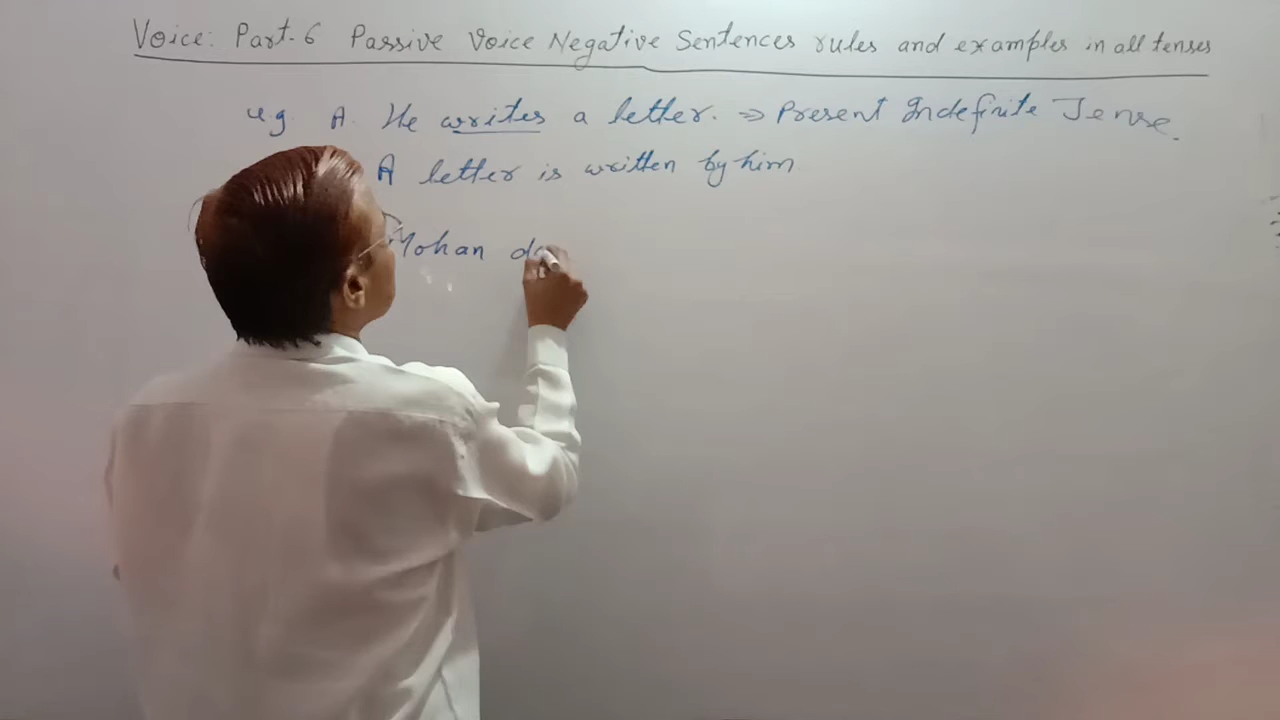 Voice: Part-6 Passive Voice Negative Sentences rules and examples in all tenses
e.g A. He writes a letter. ⇒ Present Indefinite Tense.
A letter is written by him
Mohan do